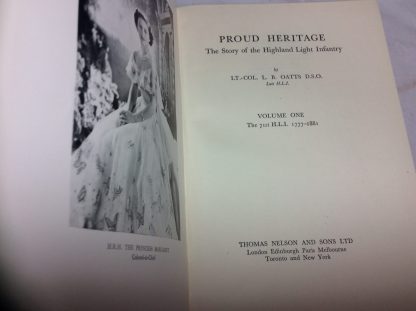 H.R.H. THE PRINCESS MARGARET
Colonel-in-Chief
PROUD HERITAGE
The Story of the Highland Light Infantry
by
LT.-COL. L. B. OATTS D.S.O.
Late H.L.I.
VOLUME ONE
The 71st H.L.I. 1777-1881
THOMAS NELSON AND SONS LTD
London Edinburgh Paris Melbourne
Toronto and New York